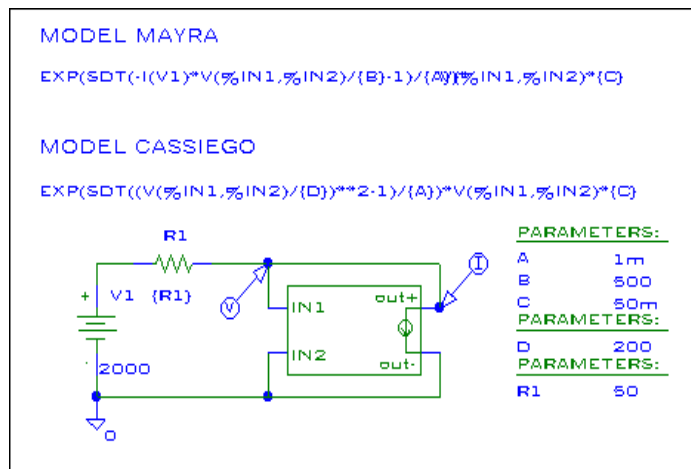 MODEL MAYRA
EXP(SDT(-I(V1)*V(%IN1,%IN2)/{B}-1)/{A})*V(%IN1,%IN2)*{C}
MODEL CASSIEGO
EXP(SDT((V(%IN1,%IN2)/{D})**2-1)/{A})*V(%IN1,%IN2)*{C}
R1
PARAMETERS:
A 1m
B 500
C 50m
PARAMETERS:
D 200
PARAMETERS:
R1 50
I
+ V1 {R1}
V
IN1 out+
IN2 out-
2000
0